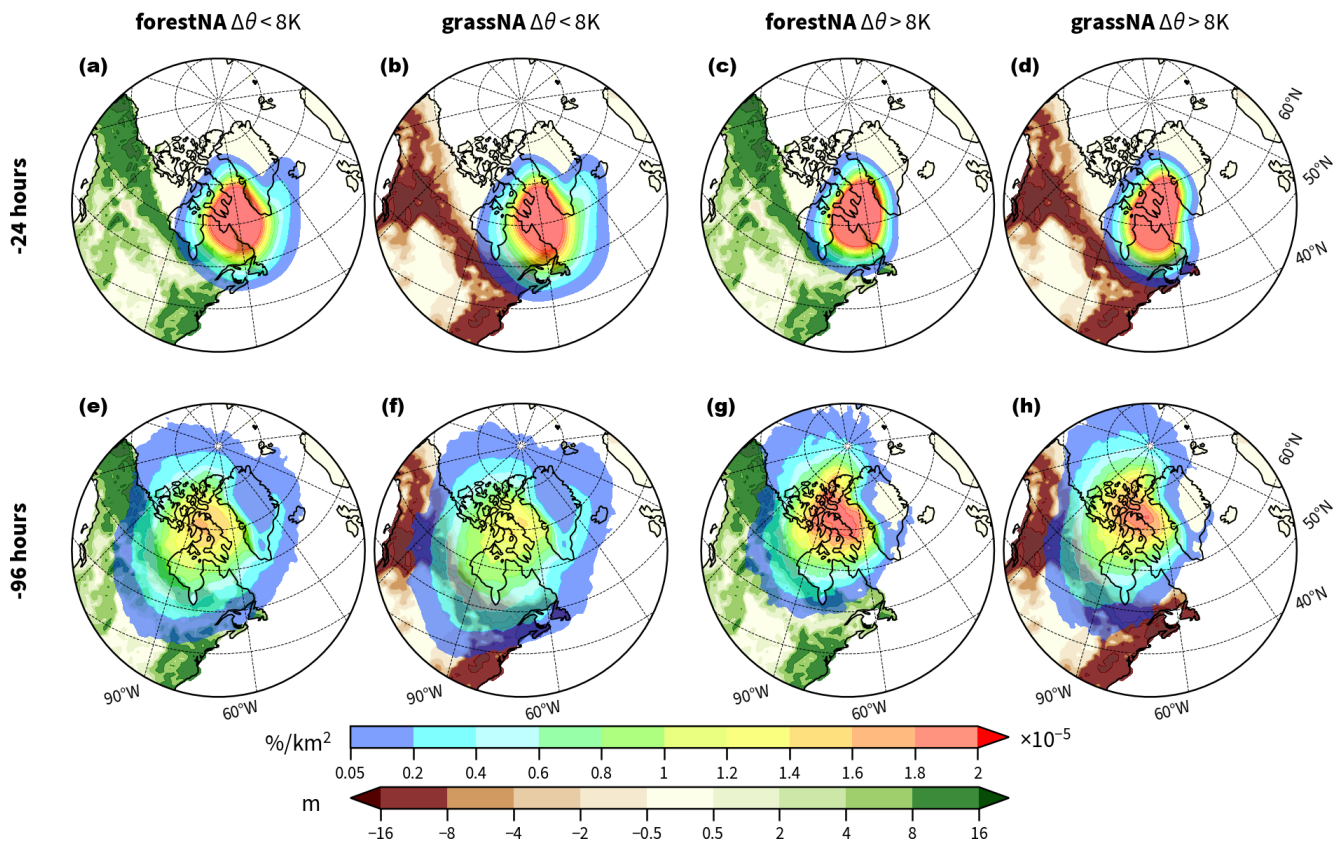 forestNA Δθ < 8K
grassNA Δθ < 8K
forestNA Δθ > 8K
grassNA Δθ > 8K
(a)
(b)
(c)
(d)
-24 hours
60°N
50°N
40°N
(e)
(f)
(g)
(h)
-96 hours
60°N
50°N
40°N
90°W
60°W
90°W
60°W
90°W
60°W
90°W
60°W
%/km²
×10⁻⁵
0.05 0.2 0.4 0.6 0.8 1 1.2 1.4 1.6 1.8 2
m
−16 −8 −4 −2 −0.5 0.5 2 4 8 16